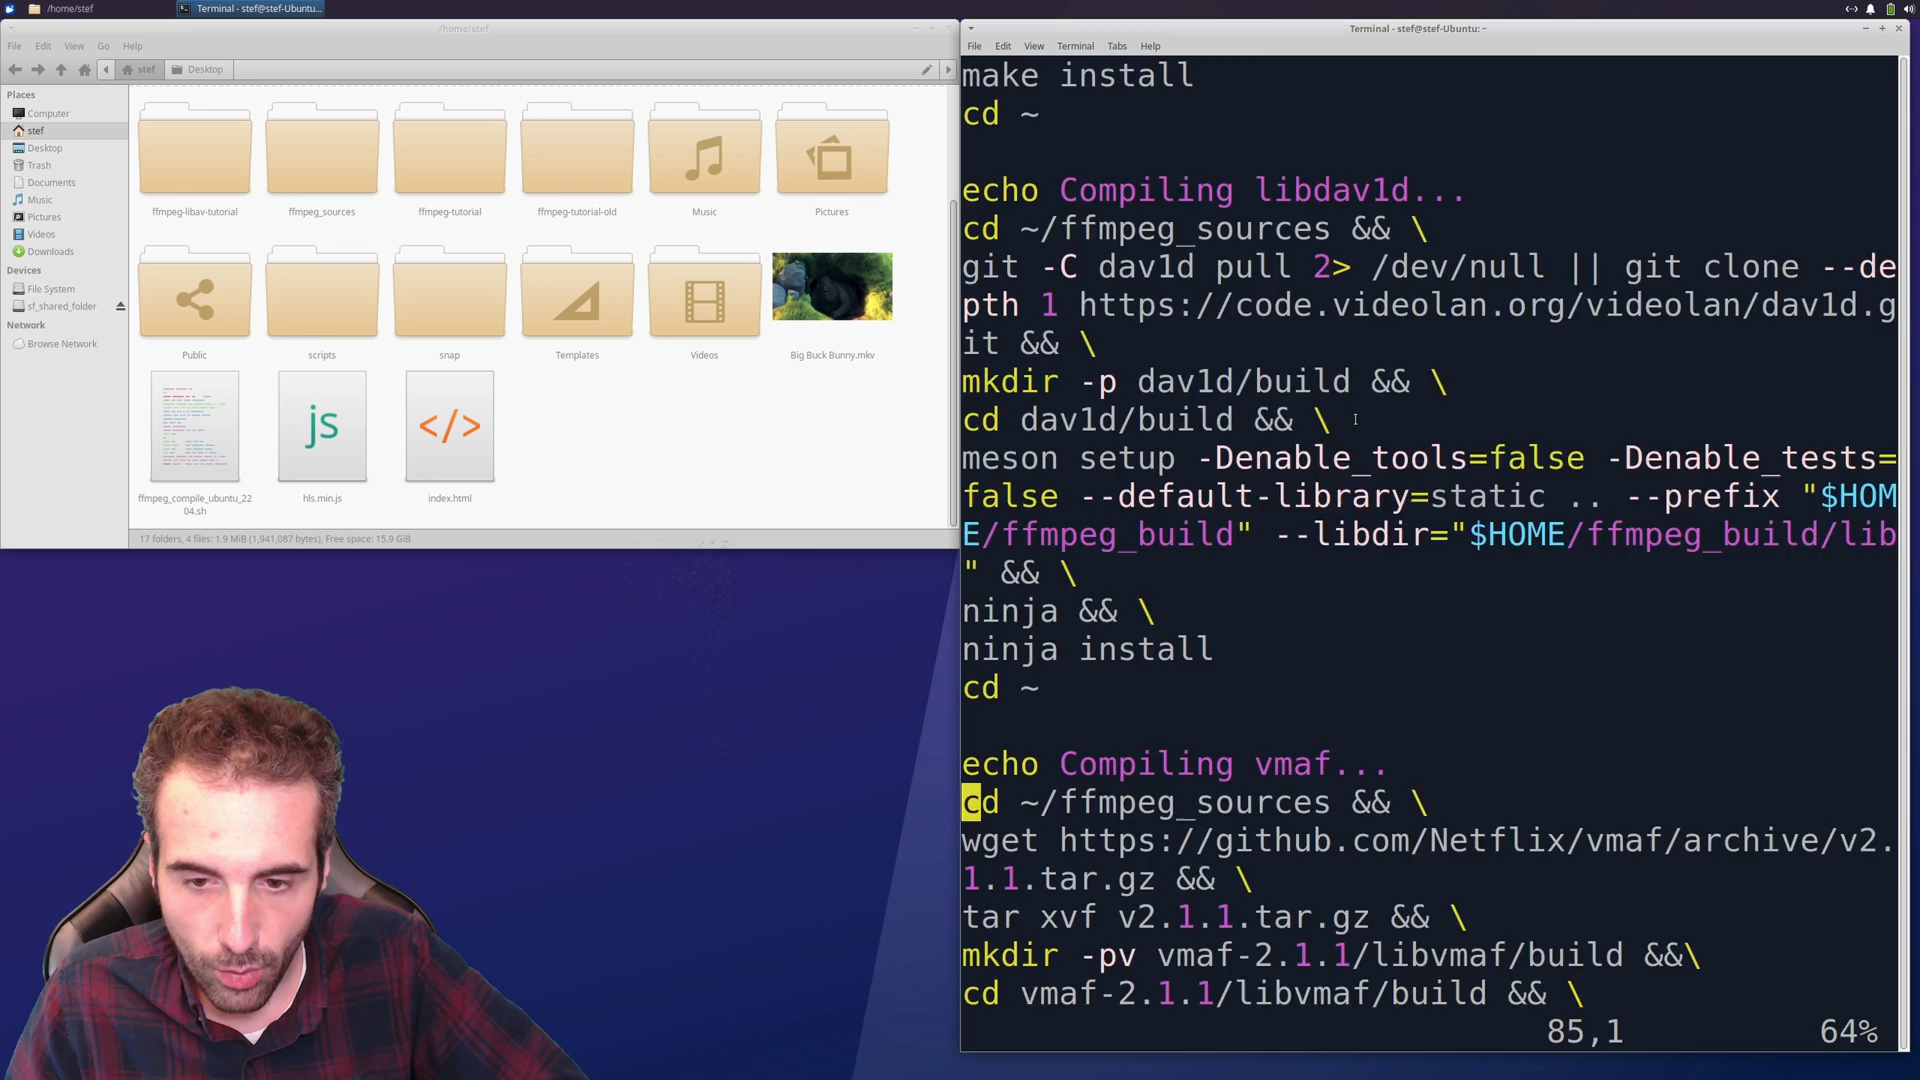 /home/stef
Terminal - stef@stef-Ubuntu...
/home/stef
File Edit View Go Help
stef
Desktop
Places
Computer
stef
Desktop
Trash
Documents
Music
Pictures
Videos
Downloads
Devices
File System
sf_shared_folder
Network
Browse Network
ffmpeg-libav-tutorial
ffmpeg_sources
ffmpeg-tutorial
ffmpeg-tutorial-old
Music
Pictures
Public
scripts
snap
Templates
Videos
Big Buck Bunny.mkv
ffmpeg_compile_ubuntu_22
04.sh
js
hls.min.js
</>
index.html
17 folders, 4 files: 1.9 MiB (1,941,087 bytes), Free space: 15.9 GiB
Terminal - stef@stef-Ubuntu: ~
File Edit View Terminal Tabs Help
make install
cd ~
echo Compiling libdav1d...
cd ~/ffmpeg_sources && \
git -C dav1d pull 2> /dev/null || git clone --de
pth 1 https://code.videolan.org/videolan/dav1d.g
it && \
mkdir -p dav1d/build && \
cd dav1d/build && \
meson setup -Denable_tools=false -Denable_tests=
false --default-library=static .. --prefix "$HOM
E/ffmpeg_build" --libdir="$HOME/ffmpeg_build/lib
" && \
ninja && \
ninja install
cd ~
echo Compiling vmaf...
cd ~/ffmpeg_sources && \
wget https://github.com/Netflix/vmaf/archive/v2.
1.1.tar.gz && \
tar xvf v2.1.1.tar.gz && \
mkdir -pv vmaf-2.1.1/libvmaf/build &&\
cd vmaf-2.1.1/libvmaf/build && \
85,1 64%